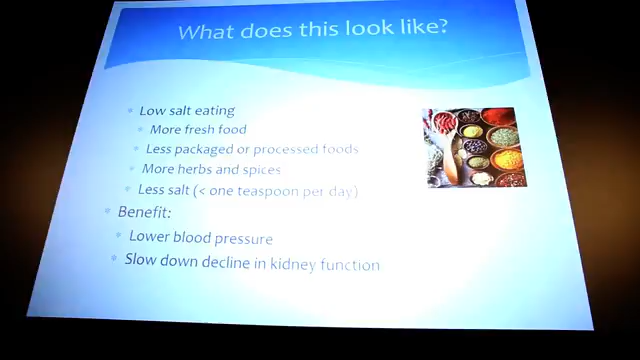 What does this look like?
Low salt eating
More fresh food
Less packaged or processed foods
More herbs and spices
Less salt (< one teaspoon per day)
Benefit:
Lower blood pressure
Slow down decline in kidney function